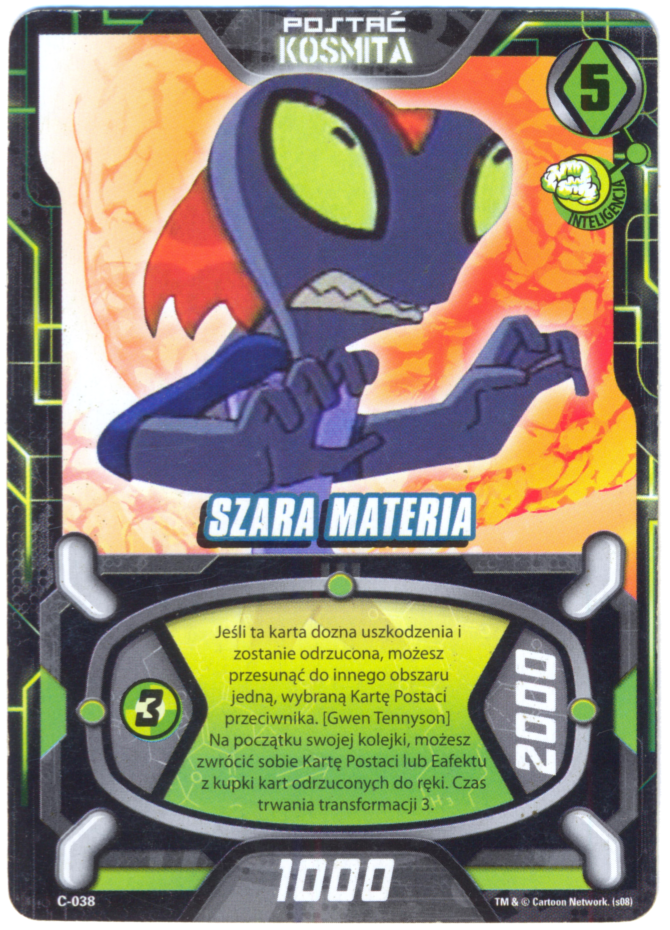 POSTAĆ
KOSMITA
5
INTELIGENCJA
SZARA MATERIA
Jeśli ta karta dozna uszkodzenia i
zostanie odrzucona, możesz
przesunąć do innego obszaru
jedną, wybraną Kartę Postaci
przeciwnika. [Gwen Tennyson]
Na początku swojej kolejki, możesz
zwrócić sobie Kartę Postaci lub Eafektu
z kupki kart odrzuconych do ręki. Czas
trwania transformacji 3.
3
2000
1000
C-038
TM & © Cartoon Network. (s08)